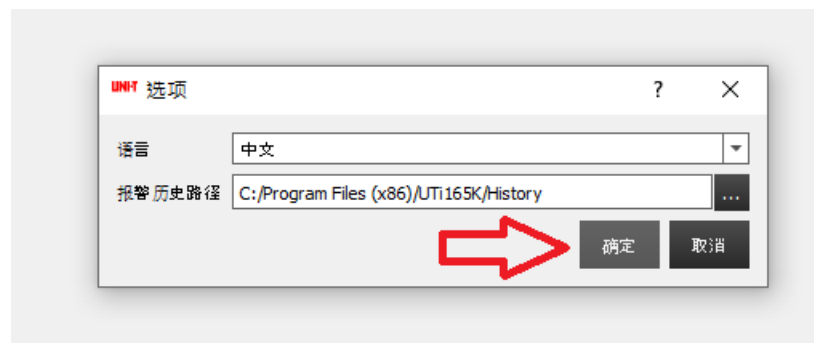 UNI-T 选项
语言 中文
报警历史路径 C:/Program Files (x86)/UTi165K/History ...
确定 取消